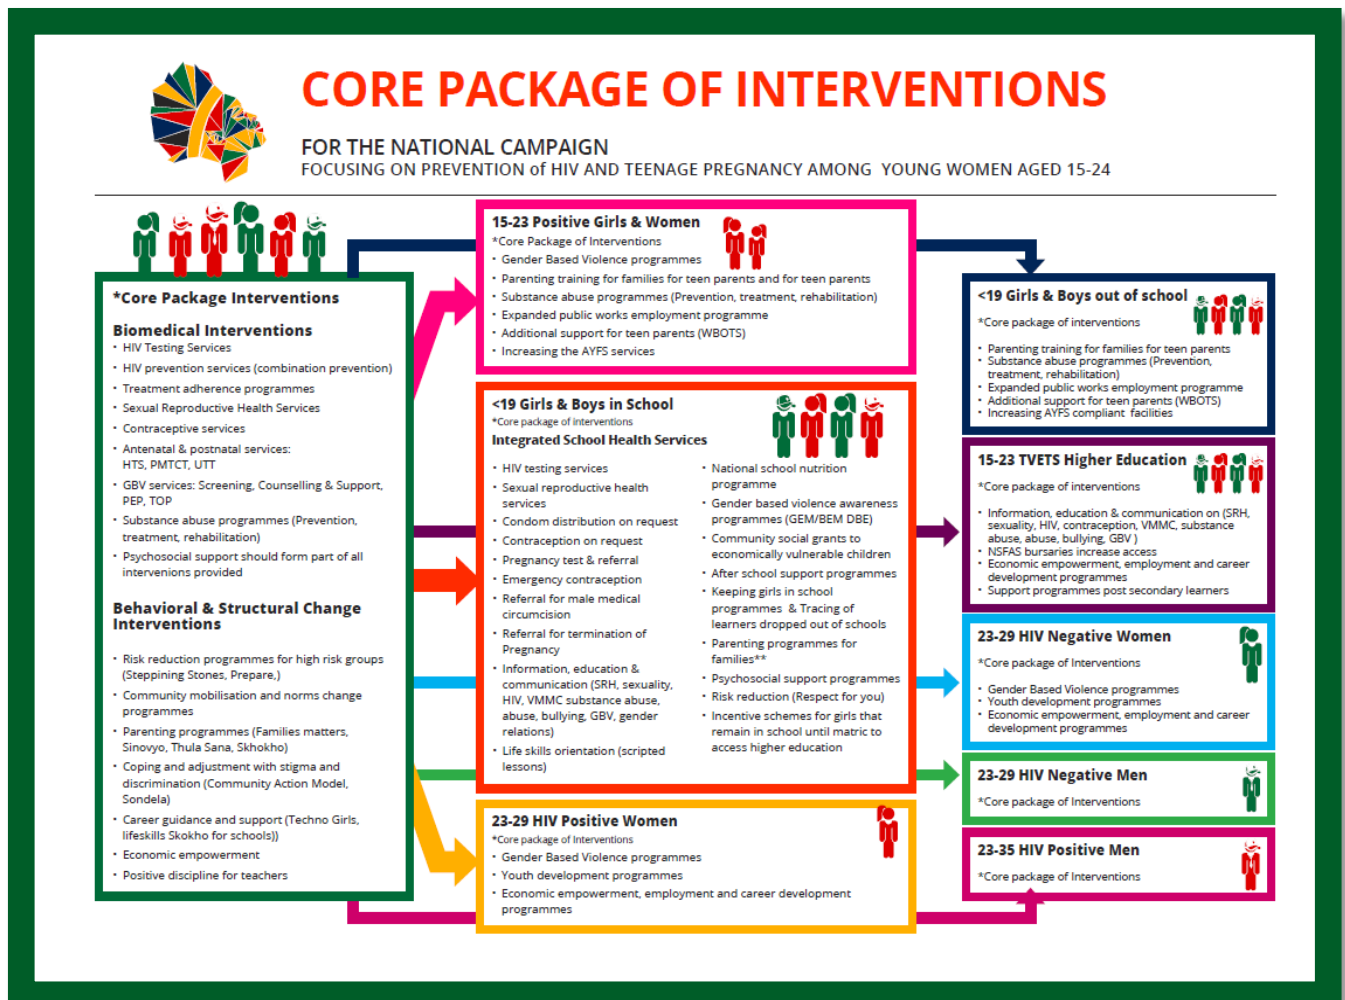 CORE PACKAGE OF INTERVENTIONS
FOR THE NATIONAL CAMPAIGN
FOCUSING ON PREVENTION of HIV AND TEENAGE PREGNANCY AMONG YOUNG WOMEN AGED 15-24
*Core Package Interventions
Biomedical Interventions
• HIV Testing Services
• HIV prevention services (combination prevention)
• Treatment adherence programmes
• Sexual Reproductive Health Services
• Contraceptive services
• Antenatal & postnatal services:
HTS, PMTCT, UTT
• GBV services: Screening, Counselling & Support,
PEP, TOP
• Substance abuse programmes (Prevention,
treatment, rehabilitation)
• Psychosocial support should form part of all
intervenions provided
Behavioral & Structural Change
Interventions
• Risk reduction programmes for high risk groups
(Steppining Stones, Prepare,)
• Community mobilisation and norms change
programmes
• Parenting programmes (Families matters,
Sinovyo, Thula Sana, Skhokho)
• Coping and adjustment with stigma and
discrimination (Community Action Model,
Sondela)
• Career guidance and support (Techno Girls,
lifeskills Skokho for schools))
• Economic empowerment
• Positive discipline for teachers
15-23 Positive Girls & Women
*Core Package of Interventions
• Gender Based Violence programmes
• Parenting training for families for teen parents and for teen parents
• Substance abuse programmes (Prevention, treatment, rehabilitation)
• Expanded public works employment programme
• Additional support for teen parents (WBOTS)
• Increasing the AYFS services
<19 Girls & Boys in School
*Core package of interventions
Integrated School Health Services
• HIV testing services
• Sexual reproductive health
services
• Condom distribution on request
• Contraception on request
• Pregnancy test & referral
• Emergency contraception
• Referral for male medical
circumcision
• Referral for termination of
Pregnancy
• Information, education &
communication (SRH, sexuality,
HIV, VMMC substance abuse,
abuse, bullying, GBV, gender
relations)
• Life skills orientation (scripted
lessons)
• National school nutrition
programme
• Gender based violence awareness
programmes (GEM/BEM DBE)
• Community social grants to
economically vulnerable children
• After school support programmes
• Keeping girls in school
programmes & Tracing of
learners dropped out of schools
• Parenting programmes for
families**
• Psychosocial support programmes
• Risk reduction (Respect for you)
• Incentive schemes for girls that
remain in school until matric to
access higher education
23-29 HIV Positive Women
*Core package of Interventions
• Gender Based Violence programmes
• Youth development programmes
• Economic empowerment, employment and career development
programmes
<19 Girls & Boys out of school
*Core package of interventions
• Parenting training for families for teen parents
• Substance abuse programmes (Prevention,
treatment, rehabilitation)
• Expanded public works employment programme
• Additional support for teen parents (WBOTS)
• Increasing AYFS compliant facilities
15-23 TVETS Higher Education
*Core package of interventions
• Information, education & communication on (SRH,
sexuality, HIV, contraception, VMMC, substance
abuse, abuse, bullying, GBV )
• NSFAS bursaries increase access
• Economic empowerment, employment and career
development programmes
• Support programmes post secondary learners
23-29 HIV Negative Women
*Core package of Interventions
• Gender Based Violence programmes
• Youth development programmes
• Economic empowerment, employment and career
development programmes
23-29 HIV Negative Men
*Core package of Interventions
23-35 HIV Positive Men
*Core package of Interventions